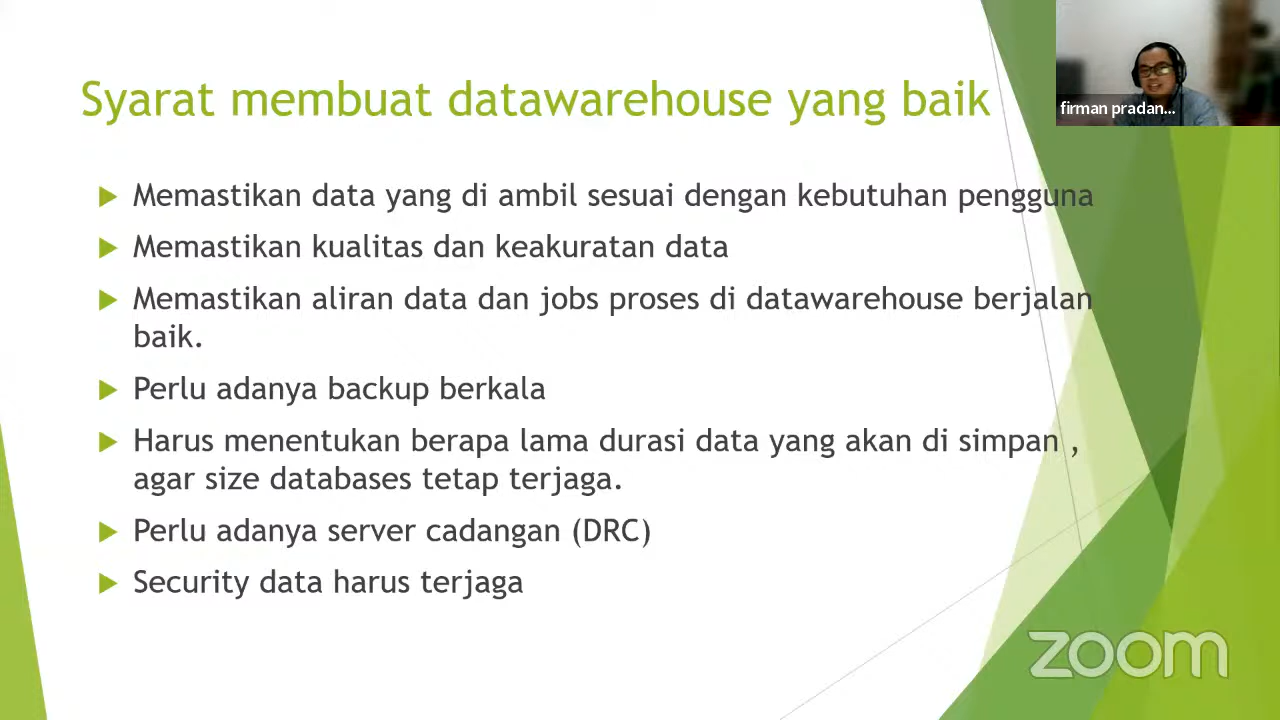 Syarat membuat datawarehouse yang baik
firman pradan...
Memastikan data yang di ambil sesuai dengan kebutuhan pengguna
Memastikan kualitas dan keakuratan data
Memastikan aliran data dan jobs proses di datawarehouse berjalan
baik.
Perlu adanya backup berkala
Harus menentukan berapa lama durasi data yang akan di simpan ,
agar size databases tetap terjaga.
Perlu adanya server cadangan (DRC)
Security data harus terjaga
zoom